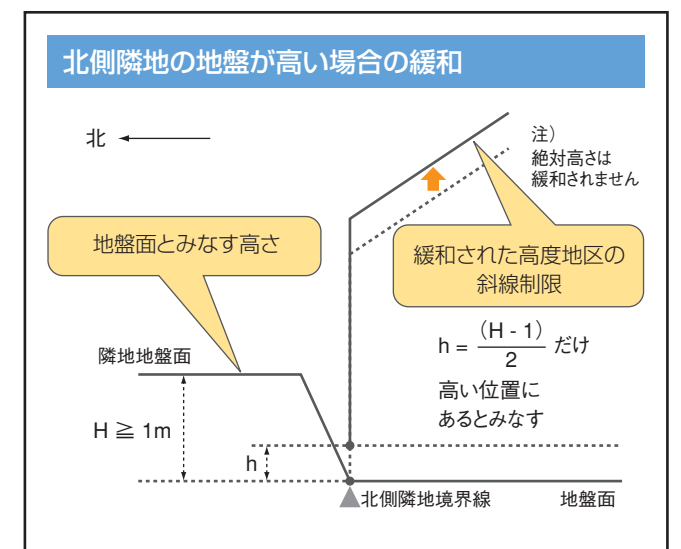 北側隣地の地盤が高い場合の緩和
北
注）
絶対高さは
緩和されません
地盤面とみなす高さ
緩和された高度地区の
斜線制限
h = （H - 1）/ 2 だけ
高い位置に
あるとみなす
隣地地盤面
H ≧ 1m
h
北側隣地境界線
地盤面